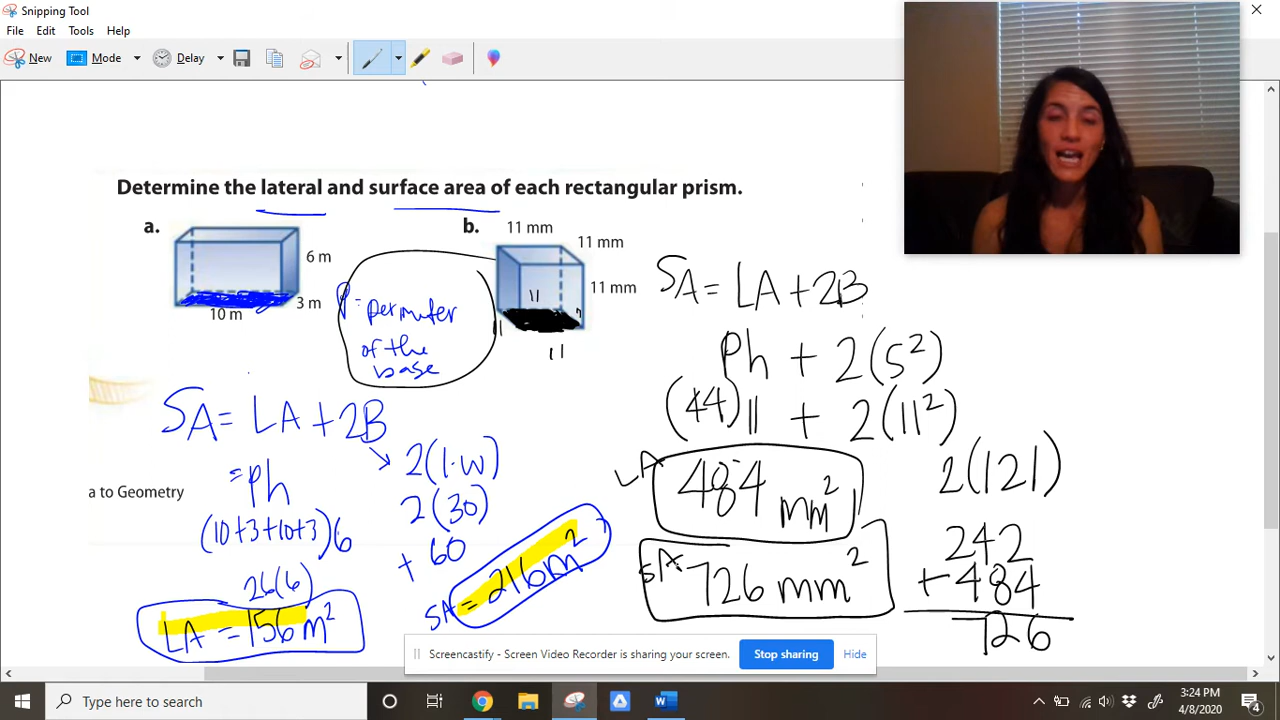 Snipping Tool
File Edit Tools Help
New Mode Delay
Determine the lateral and surface area of each rectangular prism.
a.
6 m
3 m
10 m
b.
11 mm
11 mm
11 mm
11
11
11
P = perimeter
of the
base
SA = LA + 2B
= Ph
(10+3+10+3)6
26(6)
LA = 156 m²
2(l·w)
2(30)
+ 60
SA = 216 m²
SA = LA + 2B
Ph + 2(S²)
(44)11 + 2(11²)
LA 484 mm²
SA: 726 mm²
2(121)
242
+484
726
a to Geometry
Screencastify - Screen Video Recorder is sharing your screen.
Stop sharing
Hide
Type here to search
3:24 PM
4/8/2020
4